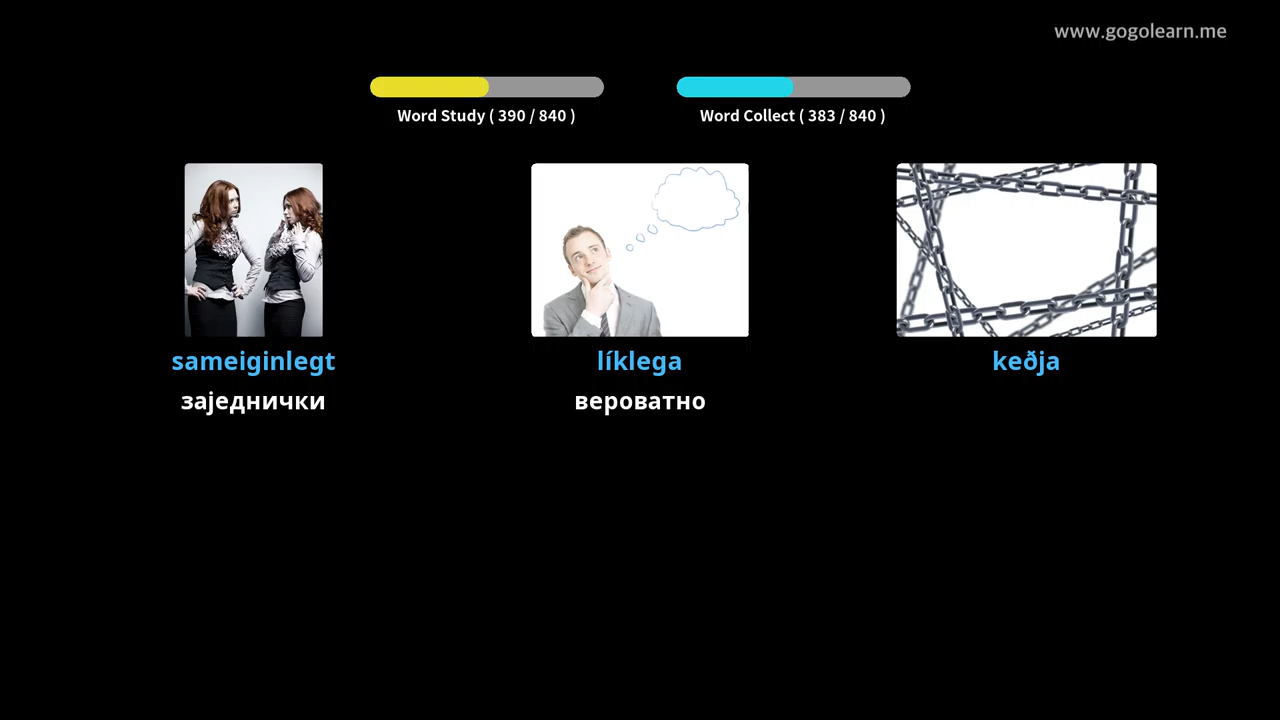 www.gogolearn.me
Word Study ( 390 / 840 )
Word Collect ( 383 / 840 )
sameiginlegt
заједнички
líklega
вероватно
keðja